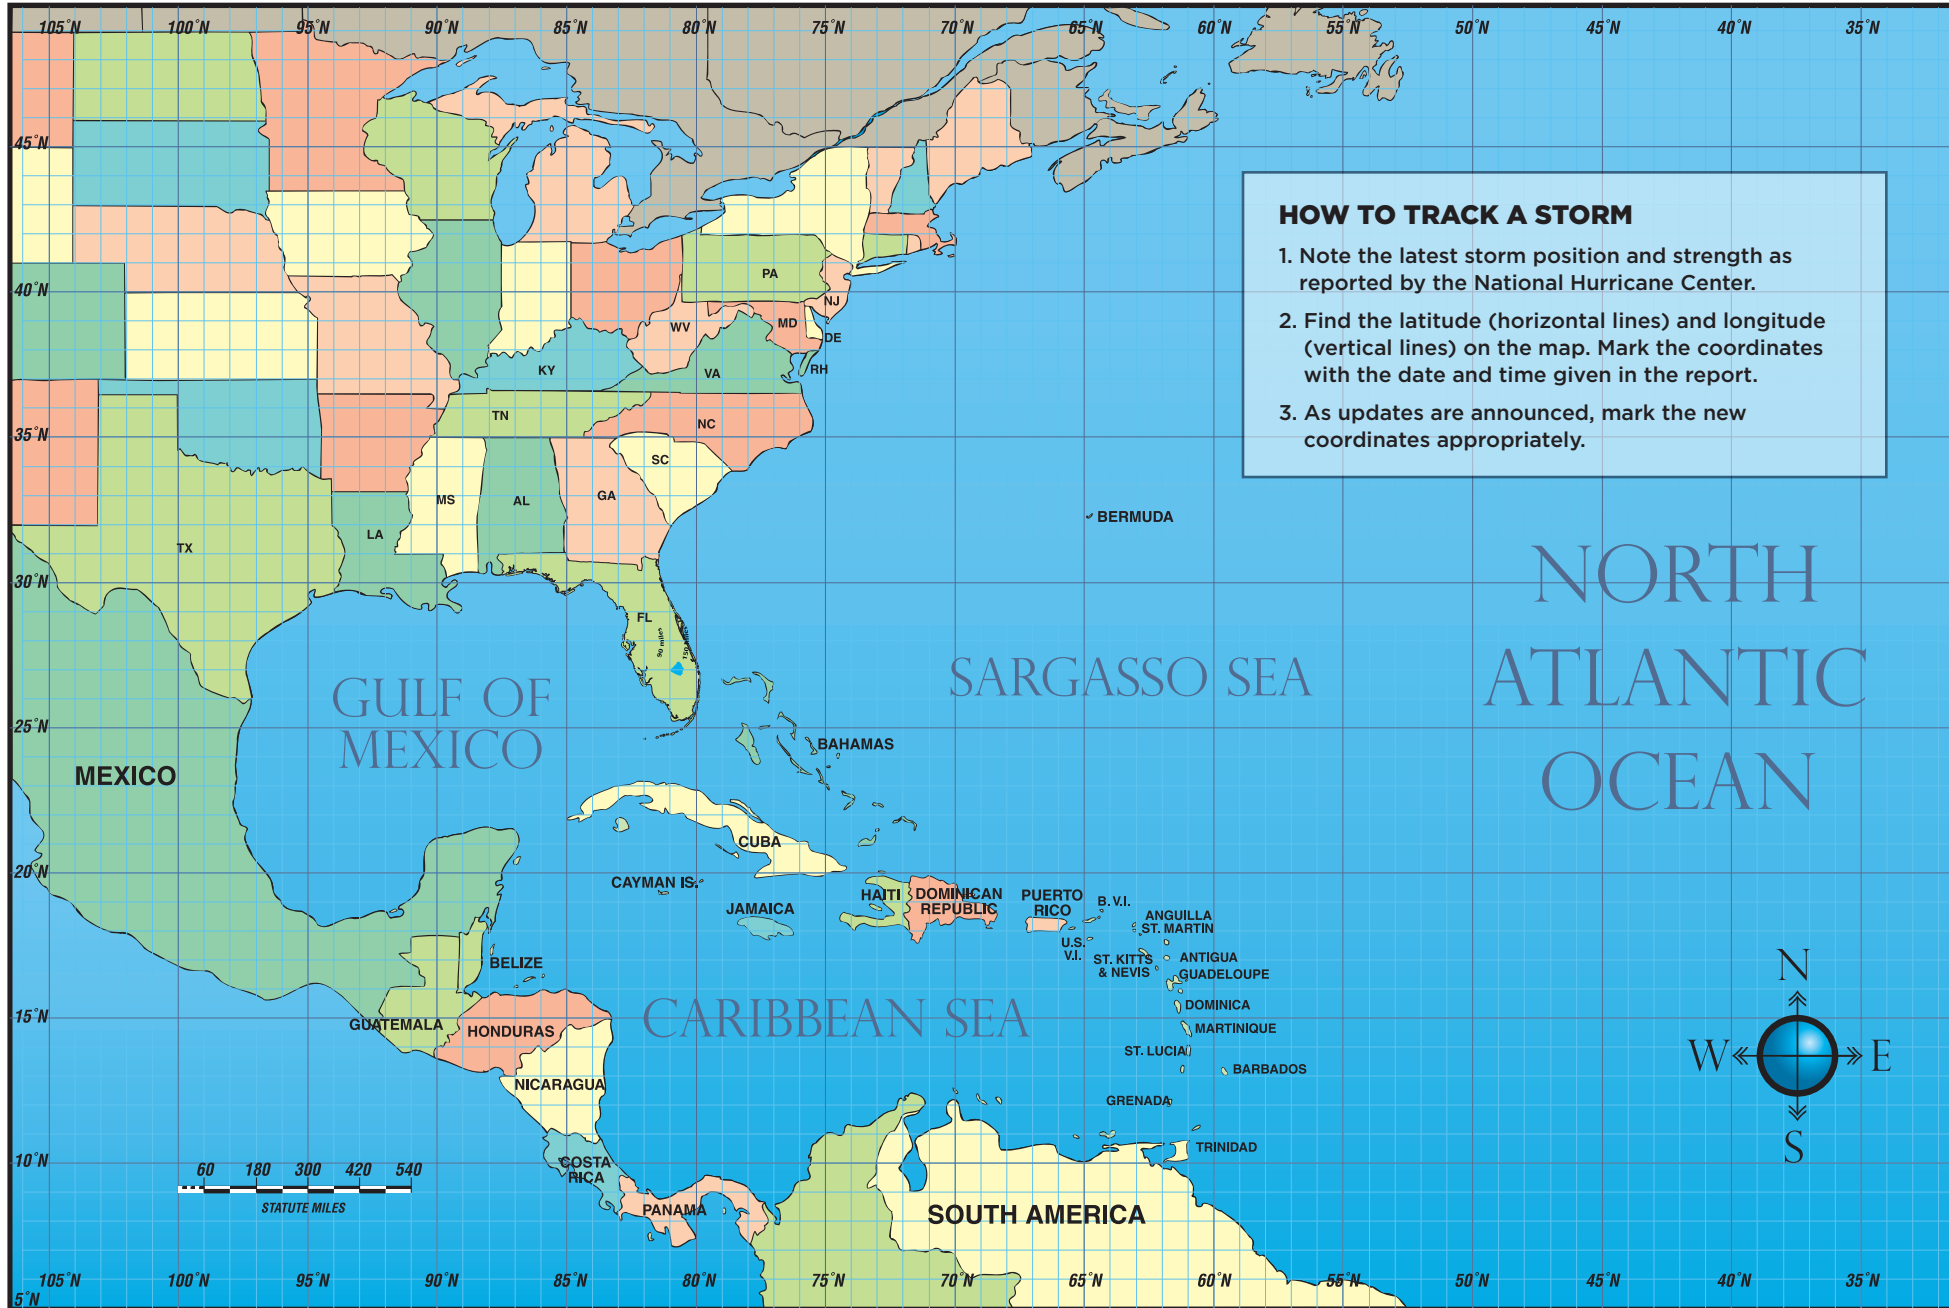 105°N 100°N 95°N 90°N 85°N 80°N 75°N 70°N 65°N 60°N 55°N 50°N 45°N 40°N 35°N
45°N
HOW TO TRACK A STORM
1. Note the latest storm position and strength as
reported by the National Hurricane Center.
2. Find the latitude (horizontal lines) and longitude
(vertical lines) on the map. Mark the coordinates
with the date and time given in the report.
3. As updates are announced, mark the new
coordinates appropriately.
PA
40°N
NJ
WV
MD
DE
KY
VA
RH
TN
NC
35°N
SC
MS
AL
GA
BERMUDA
LA
TX
NORTH
ATLANTIC
OCEAN
30°N
FL
90 miles
SARGASSO SEA
GULF OF
MEXICO
25°N
BAHAMAS
MEXICO
CUBA
20°N
CAYMAN IS.
HAITI
DOMINICAN
REPUBLIC
PUERTO
RICO
B.V.I.
JAMAICA
ANGUILLA
ST. MARTIN
U.S.
V.I.
BELIZE
ST. KITTS
& NEVIS
ANTIGUA
GUADELOUPE
DOMINICA
15°N
GUATEMALA
HONDURAS
CARIBBEAN SEA
MARTINIQUE
ST. LUCIA
BARBADOS
NICARAGUA
GRENADA
N
W
E
S
TRINIDAD
10°N
60 180 300 420 540
STATUTE MILES
COSTA
RICA
PANAMA
SOUTH AMERICA
105°N 100°N 95°N 90°N 85°N 80°N 75°N 70°N 65°N 60°N 55°N 50°N 45°N 40°N 35°N
5°N